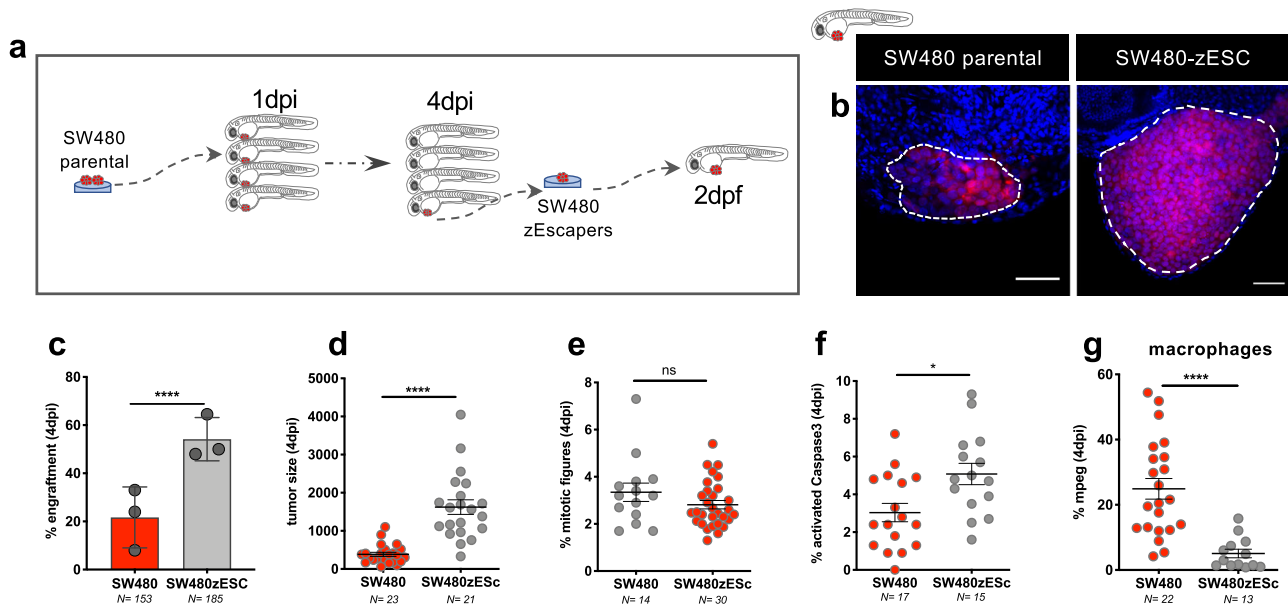 a
1dpi
4dpi
SW480
parental
SW480
zEscapers
2dpf
SW480 parental
SW480-zESC
b
c
% engraftment (4dpi)
80
60
40
20
0
****
SW480
SW480zESC
N= 153
N= 185
d
tumor size (4dpi)
5000
4000
3000
2000
1000
0
****
SW480
SW480zESc
N= 23
N= 21
e
% mitotic figures (4dpi)
8
6
4
2
0
ns
SW480
SW480zESc
N= 14
N= 30
f
% activated Caspase3 (4dpi)
10
8
6
4
2
0
*
SW480
SW480zESc
N= 17
N= 15
g
macrophages
% mpeg (4dpi)
60
40
20
0
****
SW480
SW480zESc
N= 22
N= 13